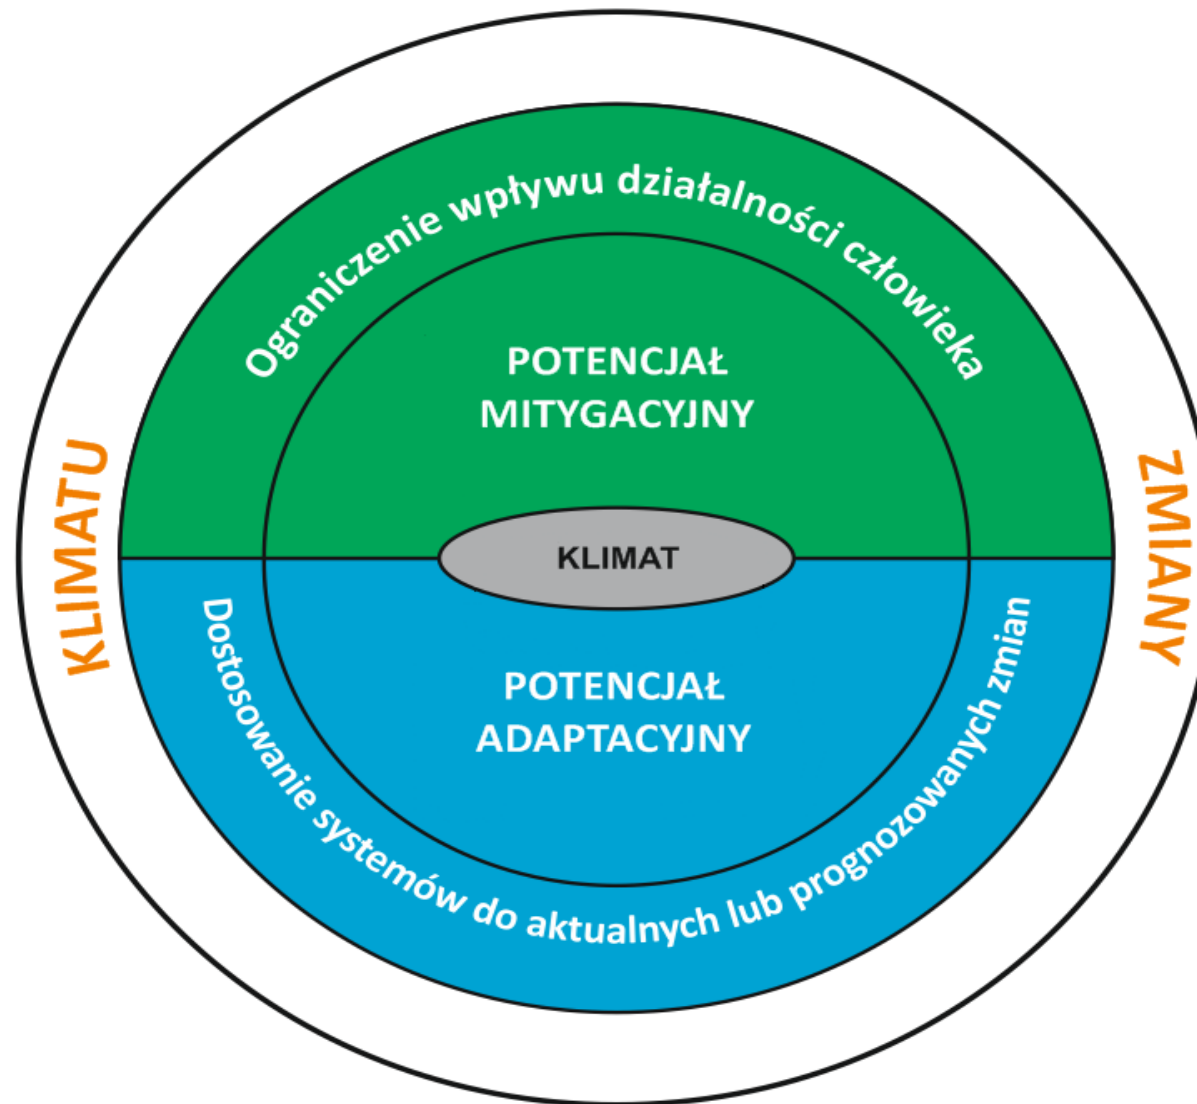 Ograniczenie wpływu działalności człowieka
POTENCJAŁ
MITYGACYJNY
KLIMATU
ZMIANY
KLIMAT
POTENCJAŁ
ADAPTACYJNY
Dostosowanie systemów do aktualnych lub prognozowanych zmian